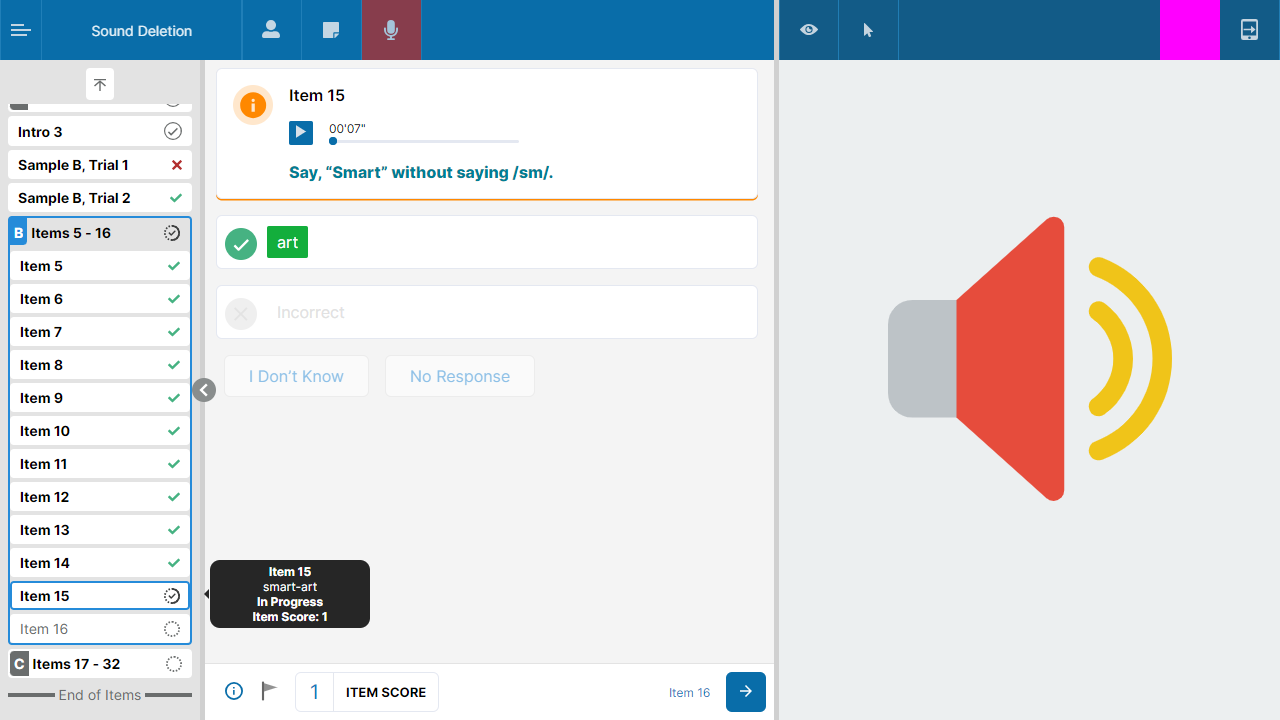 Sound Deletion
Intro 3
Sample B, Trial 1
Sample B, Trial 2
B Items 5 - 16
Item 5
Item 6
Item 7
Item 8
Item 9
Item 10
Item 11
Item 12
Item 13
Item 14
Item 15
Item 16
C Items 17 - 32
End of Items
Item 15
00'07"
Say, “Smart” without saying /sm/.
art
Incorrect
I Don’t Know
No Response
Item 15
smart-art
In Progress
Item Score: 1
1 ITEM SCORE
Item 16